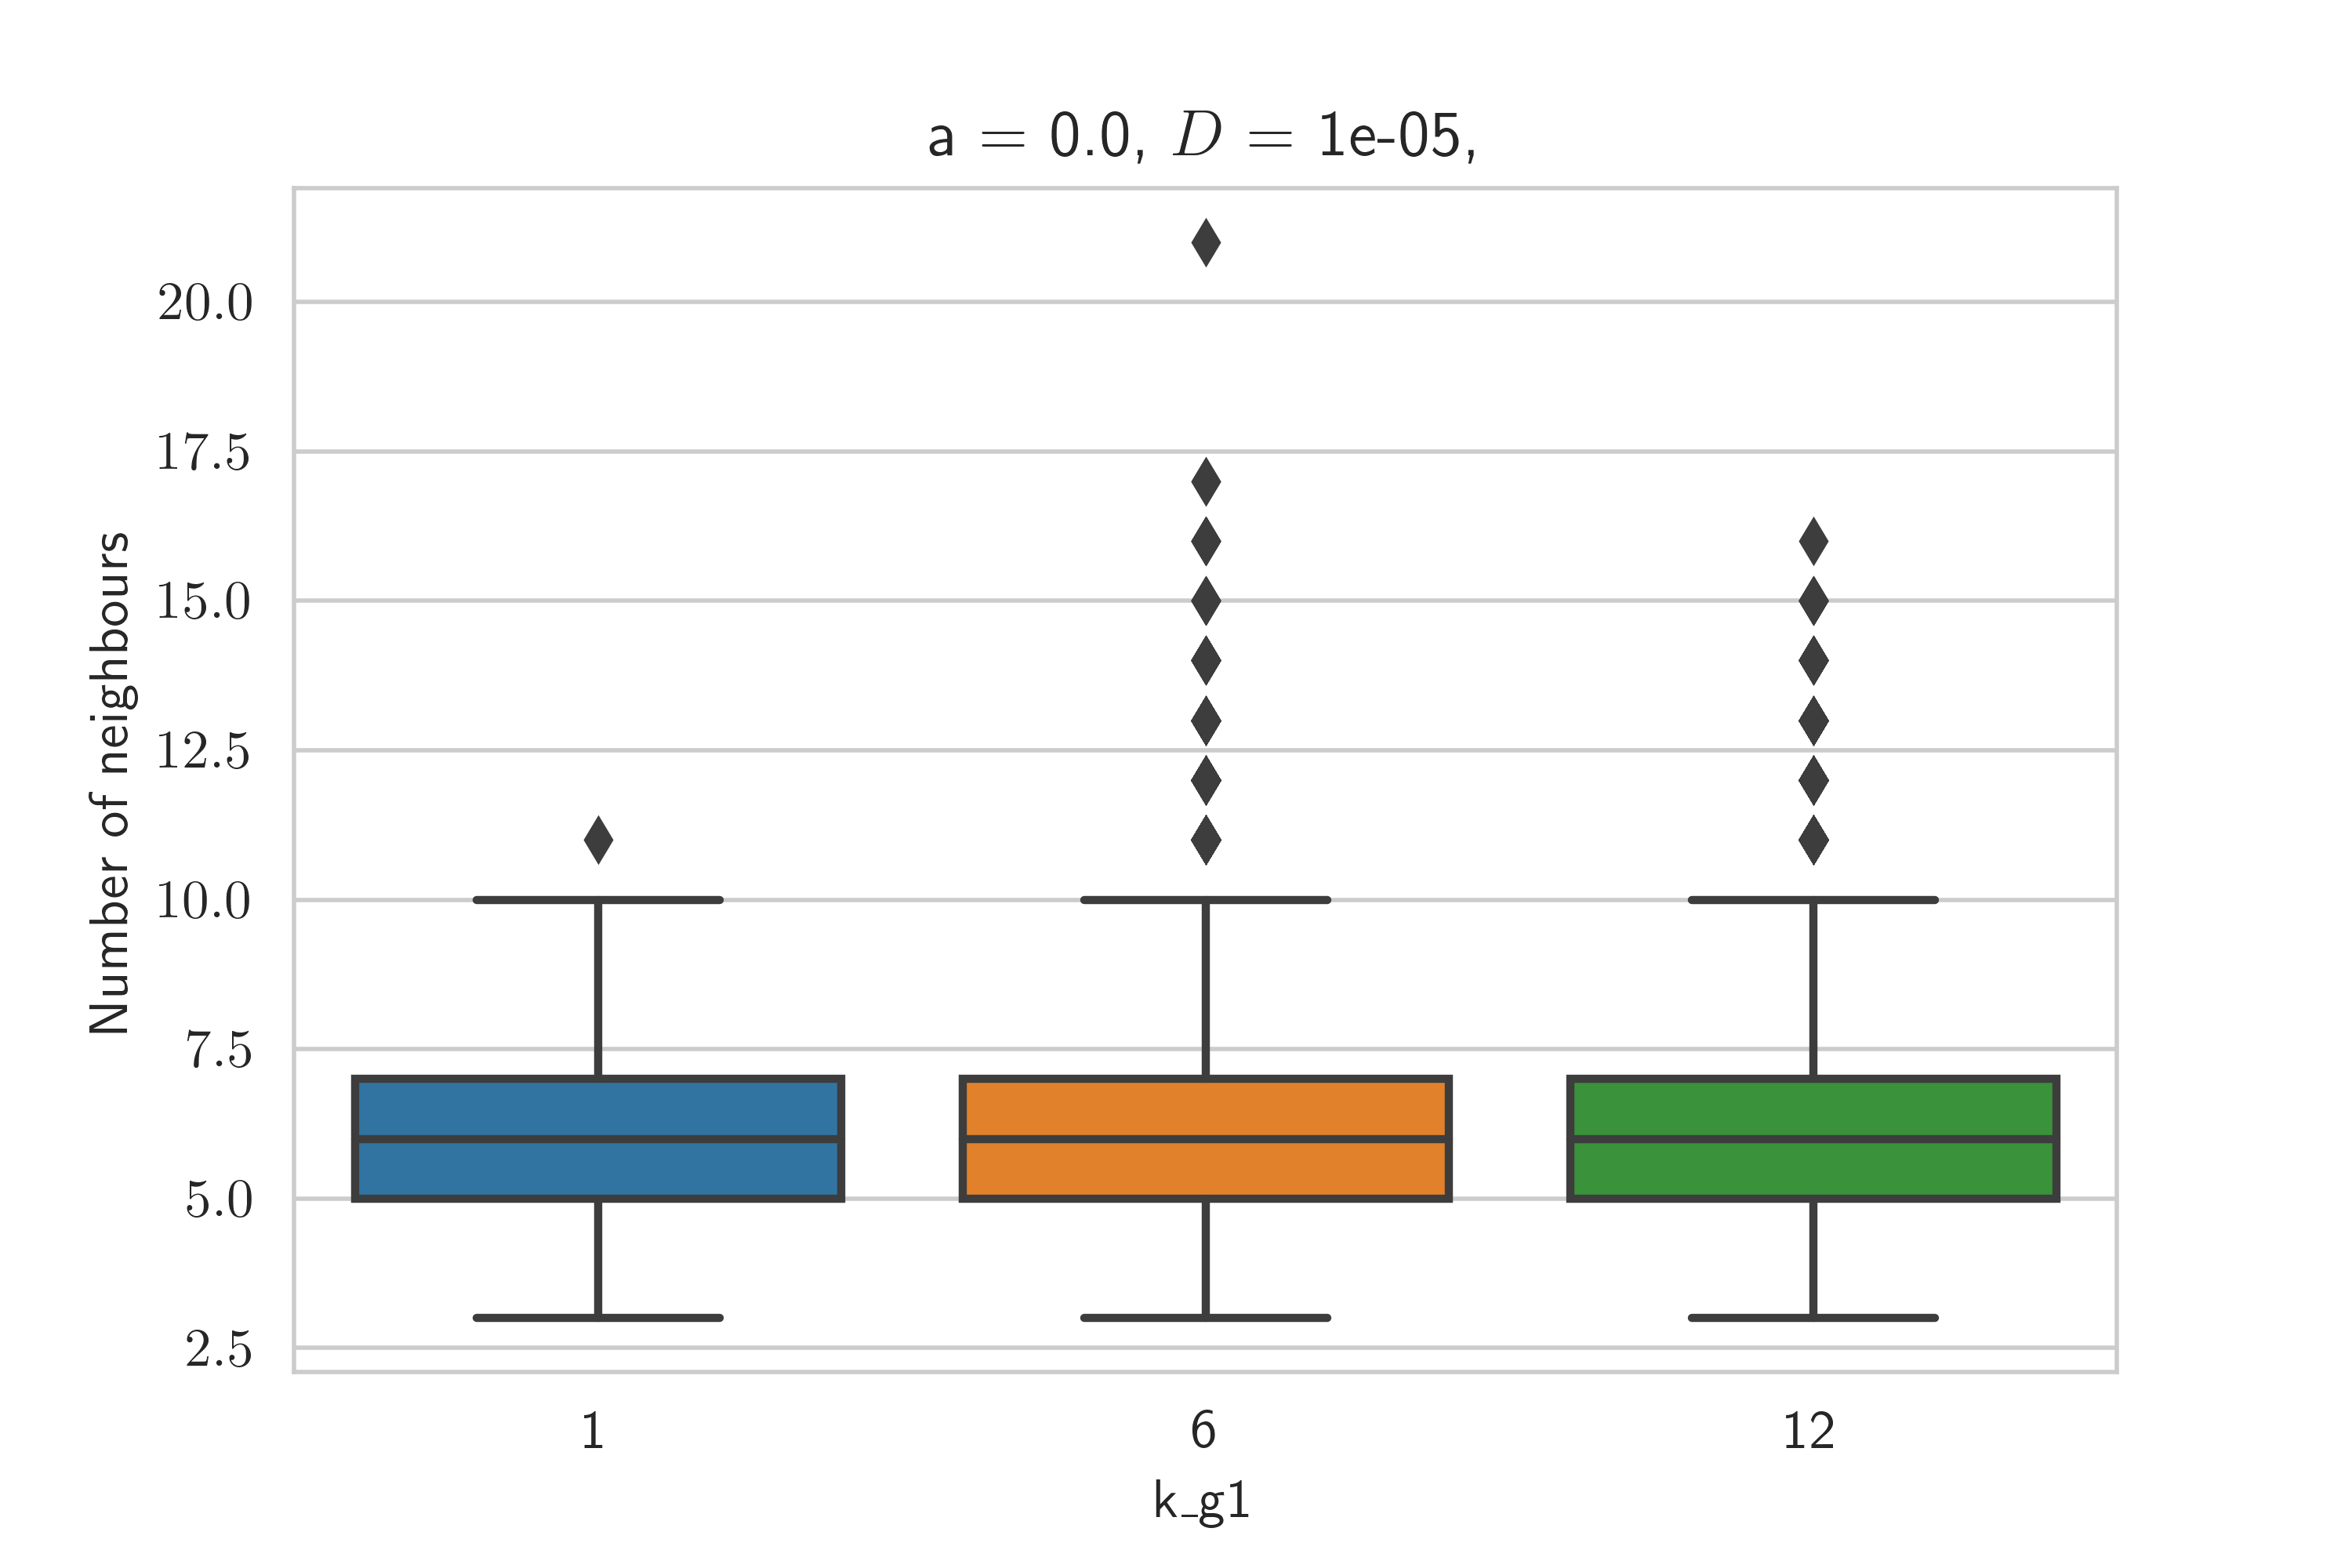 a = 0.0, D = 1e-05,
Number of neighbours
20.0
17.5
15.0
12.5
10.0
7.5
5.0
2.5
1 6 12
k_g1